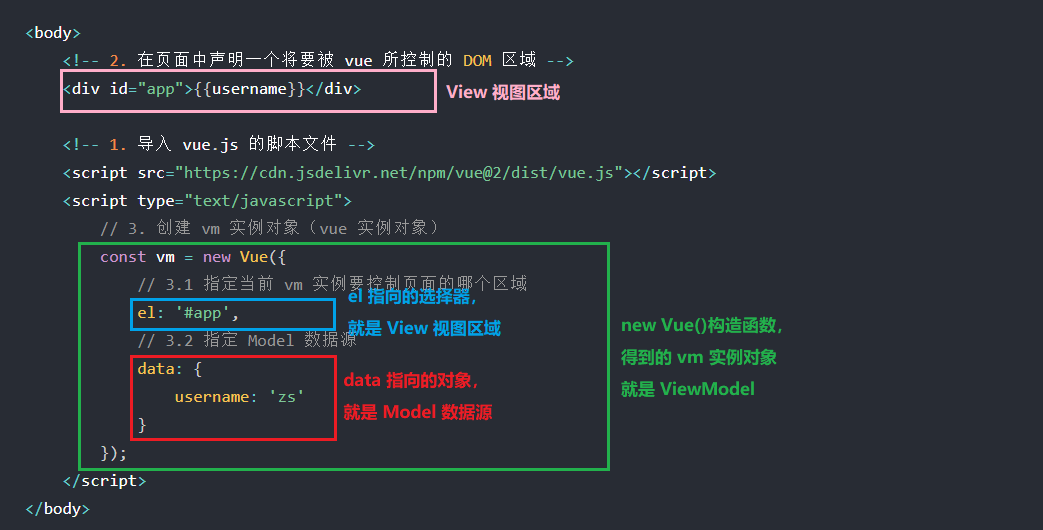 <body>
<!-- 2. 在页面中声明一个将要被 vue 所控制的 DOM 区域 -->
<div id="app">{{username}}</div>
View 视图区域
<!-- 1. 导入 vue.js 的脚本文件 -->
<script src="https://cdn.jsdelivr.net/npm/vue@2/dist/vue.js"></script>
<script type="text/javascript">
// 3. 创建 vm 实例对象（vue 实例对象）
const vm = new Vue({
// 3.1 指定当前 vm 实例要控制页面的哪个区域
el: '#app',
el 指向的选择器，
就是 View 视图区域
// 3.2 指定 Model 数据源
data: {
username: 'zs'
}
data 指向的对象，
就是 Model 数据源
});
new Vue()构造函数，
得到的 vm 实例对象
就是 ViewModel
</script>
</body>